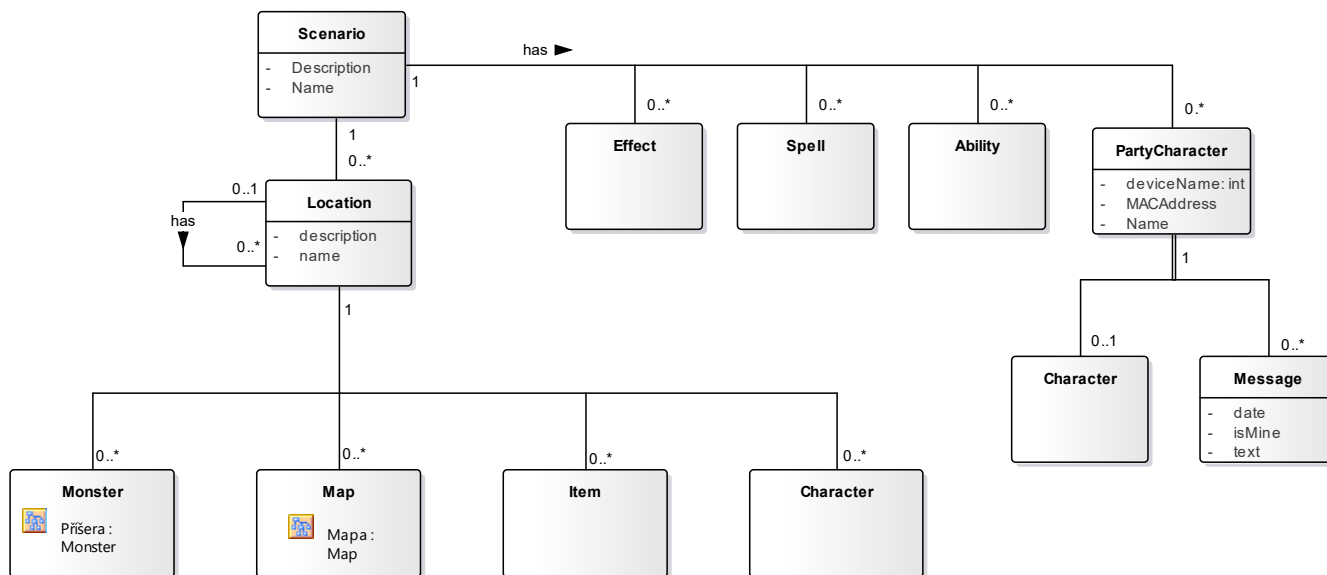 Scenario
- Description
- Name
has
1
0..*
0..*
0..*
0..*
Effect
Spell
Ability
PartyCharacter
- deviceName: int
- MACAddress
- Name
1
0..*
0..1
has
0..*
Location
- description
- name
1
1
0..1
0..*
Character
Message
- date
- isMine
- text
0..*
0..*
0..*
0..*
Monster
Příšera :
Monster
Map
Mapa :
Map
Item
Character